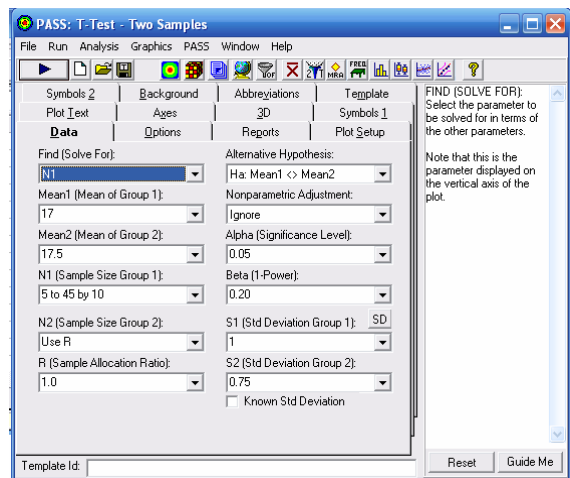 PASS: T-Test - Two Samples
File Run Analysis Graphics PASS Window Help
Symbols 2 Background Abbreviations Template
Plot Text Axes 3D Symbols 1
Data Options Reports Plot Setup
Find (Solve For):
N1
Mean1 (Mean of Group 1):
17
Mean2 (Mean of Group 2):
17.5
N1 (Sample Size Group 1):
5 to 45 by 10
N2 (Sample Size Group 2):
Use R
R (Sample Allocation Ratio):
1.0
Alternative Hypothesis:
Ha: Mean1 <> Mean2
Nonparametric Adjustment:
Ignore
Alpha (Significance Level):
0.05
Beta (1-Power):
0.20
S1 (Std Deviation Group 1): SD
1
S2 (Std Deviation Group 2):
0.75
Known Std Deviation
FIND (SOLVE FOR):
Select the parameter to
be solved for in terms of
the other parameters.
Note that this is the
parameter displayed on
the vertical axis of the
plot.
Template Id:
Reset Guide Me